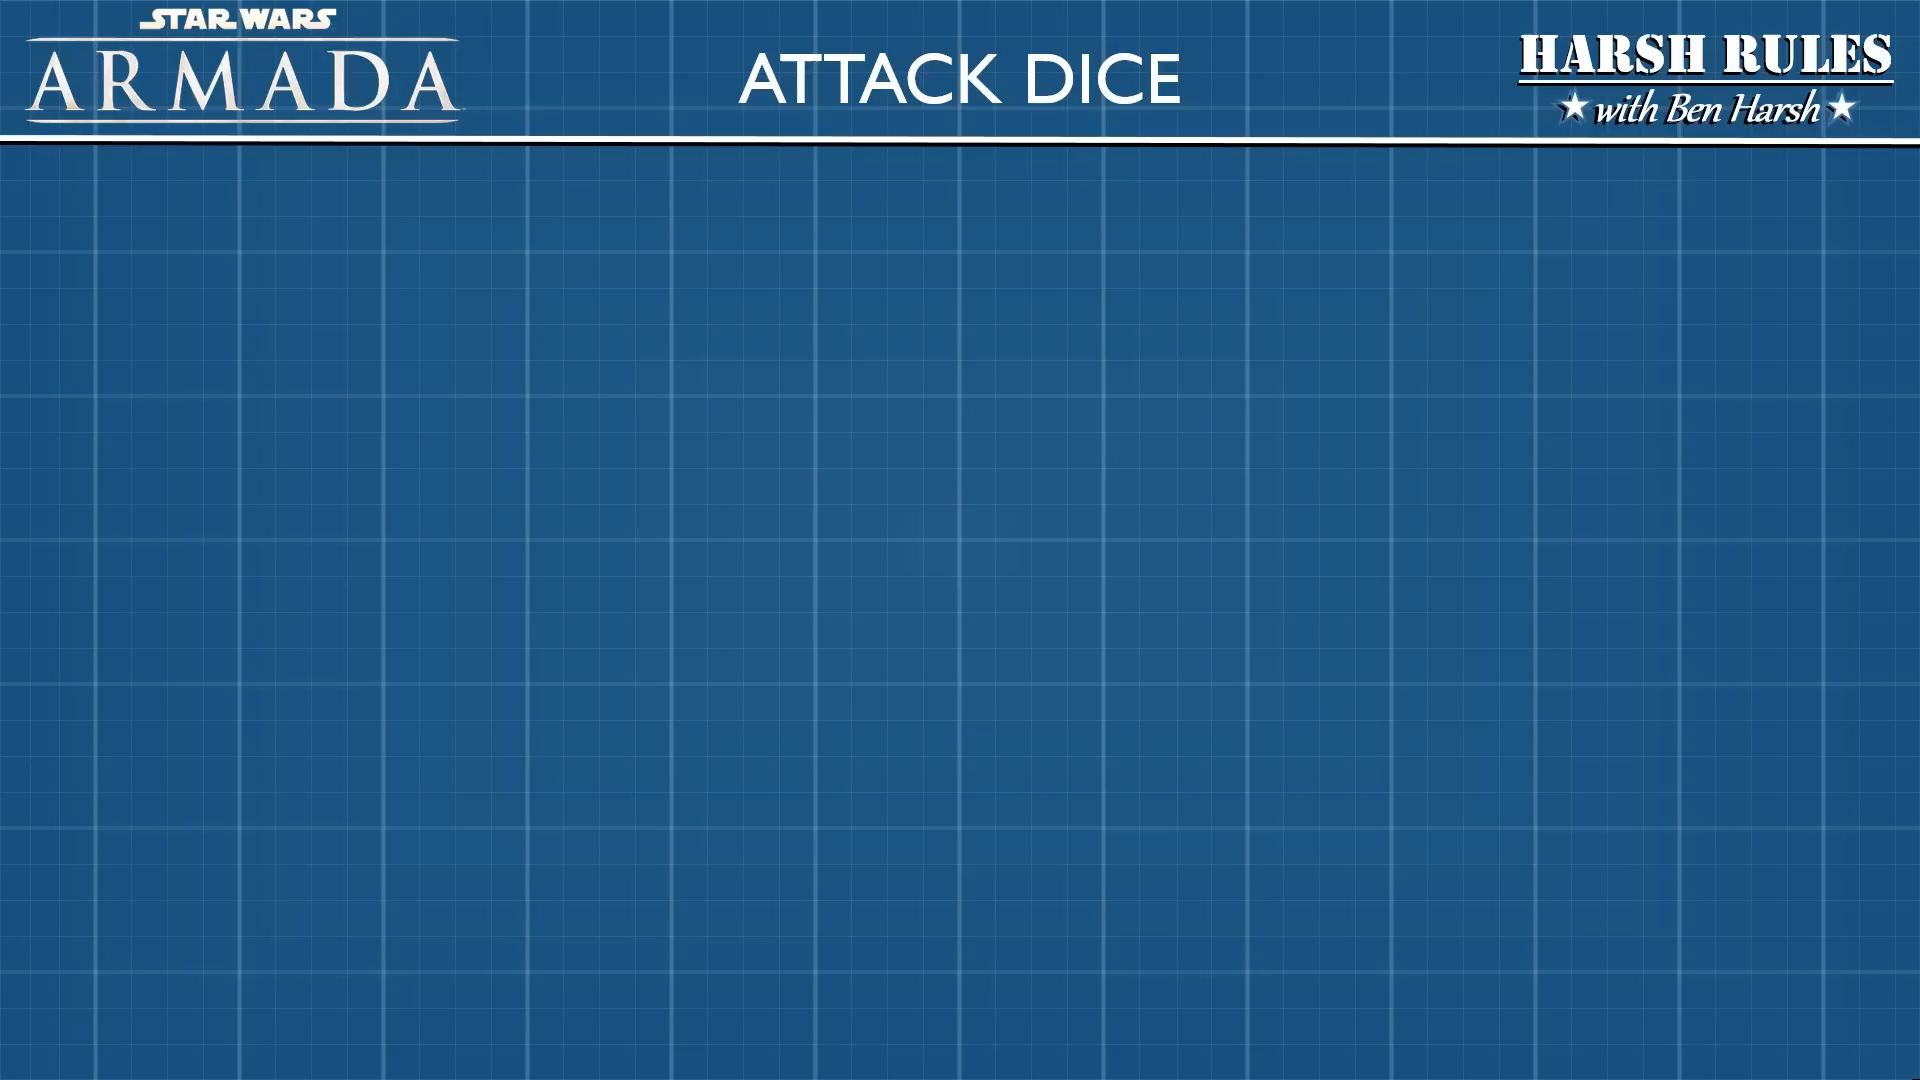 STAR WARS
ARMADA
ATTACK DICE
HARSH RULES
with Ben Harsh